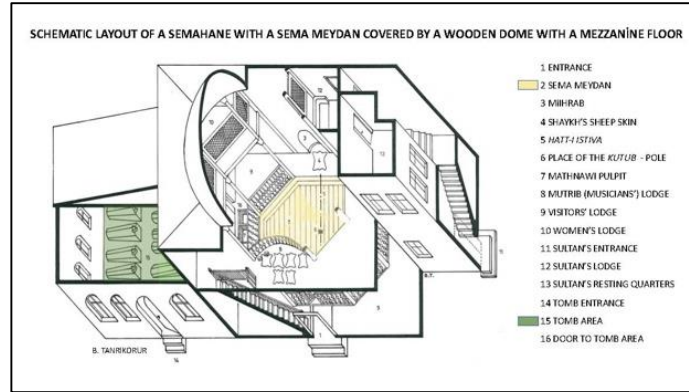 SCHEMATIC LAYOUT OF A SEMAHANE WITH A SEMA MEYDAN COVERED BY A WOODEN DOME WITH A MEZZANİNE FLOOR
1 ENTRANCE
2 SEMA MEYDAN
3 MIHRAB
4 SHAYKH'S SHEEP SKIN
5 HATT-I ISTIVA
6 PLACE OF THE KUTUB - POLE
7 MATHNAWI PULPIT
8 MUTRIB (MUSICIANS') LODGE
9 VISITORS' LODGE
10 WOMEN'S LODGE
11 SULTAN'S ENTRANCE
12 SULTAN'S LODGE
13 SULTAN'S RESTING QUARTERS
14 TOMB ENTRANCE
15 TOMB AREA
16 DOOR TO TOMB AREA
B. TANRIKORUR